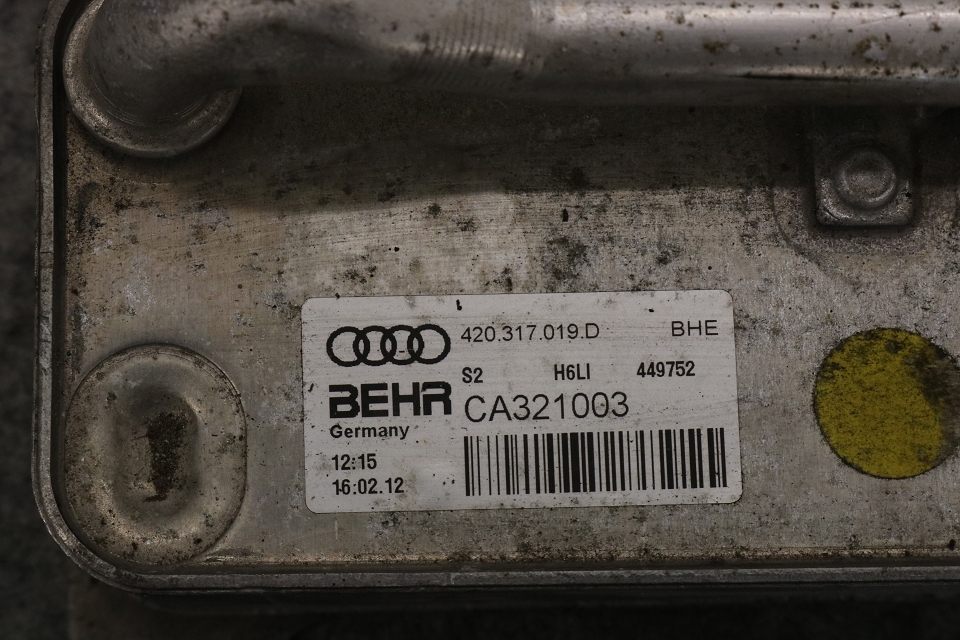 420.317.019.D BHE
S2 H6LI 449752
BEHR CA321003
Germany
12:15
16.02.12